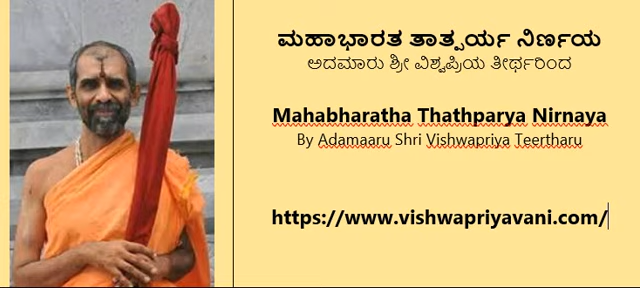 ಮಹಾಭಾರತ ತಾತ್ಪರ್ಯ ನಿರ್ಣಯ
ಅದಮಾರು ಶ್ರೀ ವಿಶ್ವಪ್ರಿಯ ತೀರ್ಥರಿಂದ
Mahabharatha Thathparya Nirnaya
By Adamaaru Shri Vishwapriya Teertharu
https://www.vishwapriyavani.com/